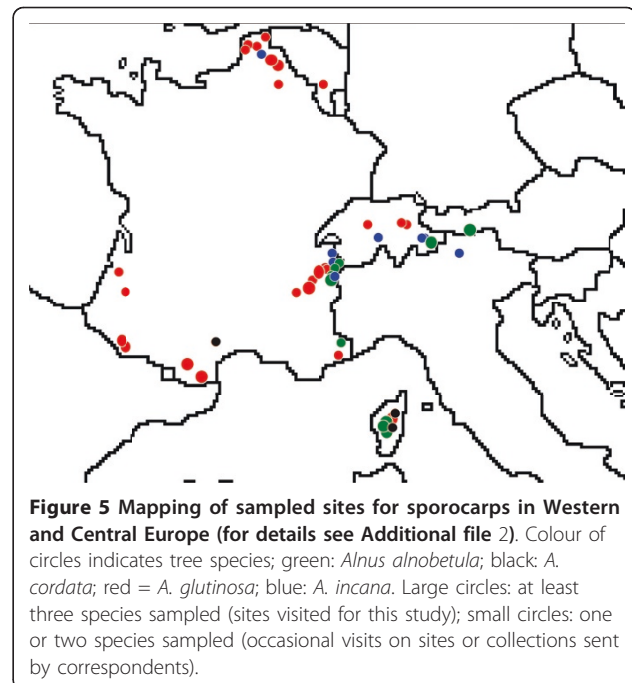 Figure 5 Mapping of sampled sites for sporocarps in Western
and Central Europe (for details see Additional file 2). Colour of
circles indicates tree species; green: Alnus alnobetula; black: A.
cordata; red = A. glutinosa; blue: A. incana. Large circles: at least
three species sampled (sites visited for this study); small circles: one
or two species sampled (occasional visits on sites or collections sent
by correspondents).